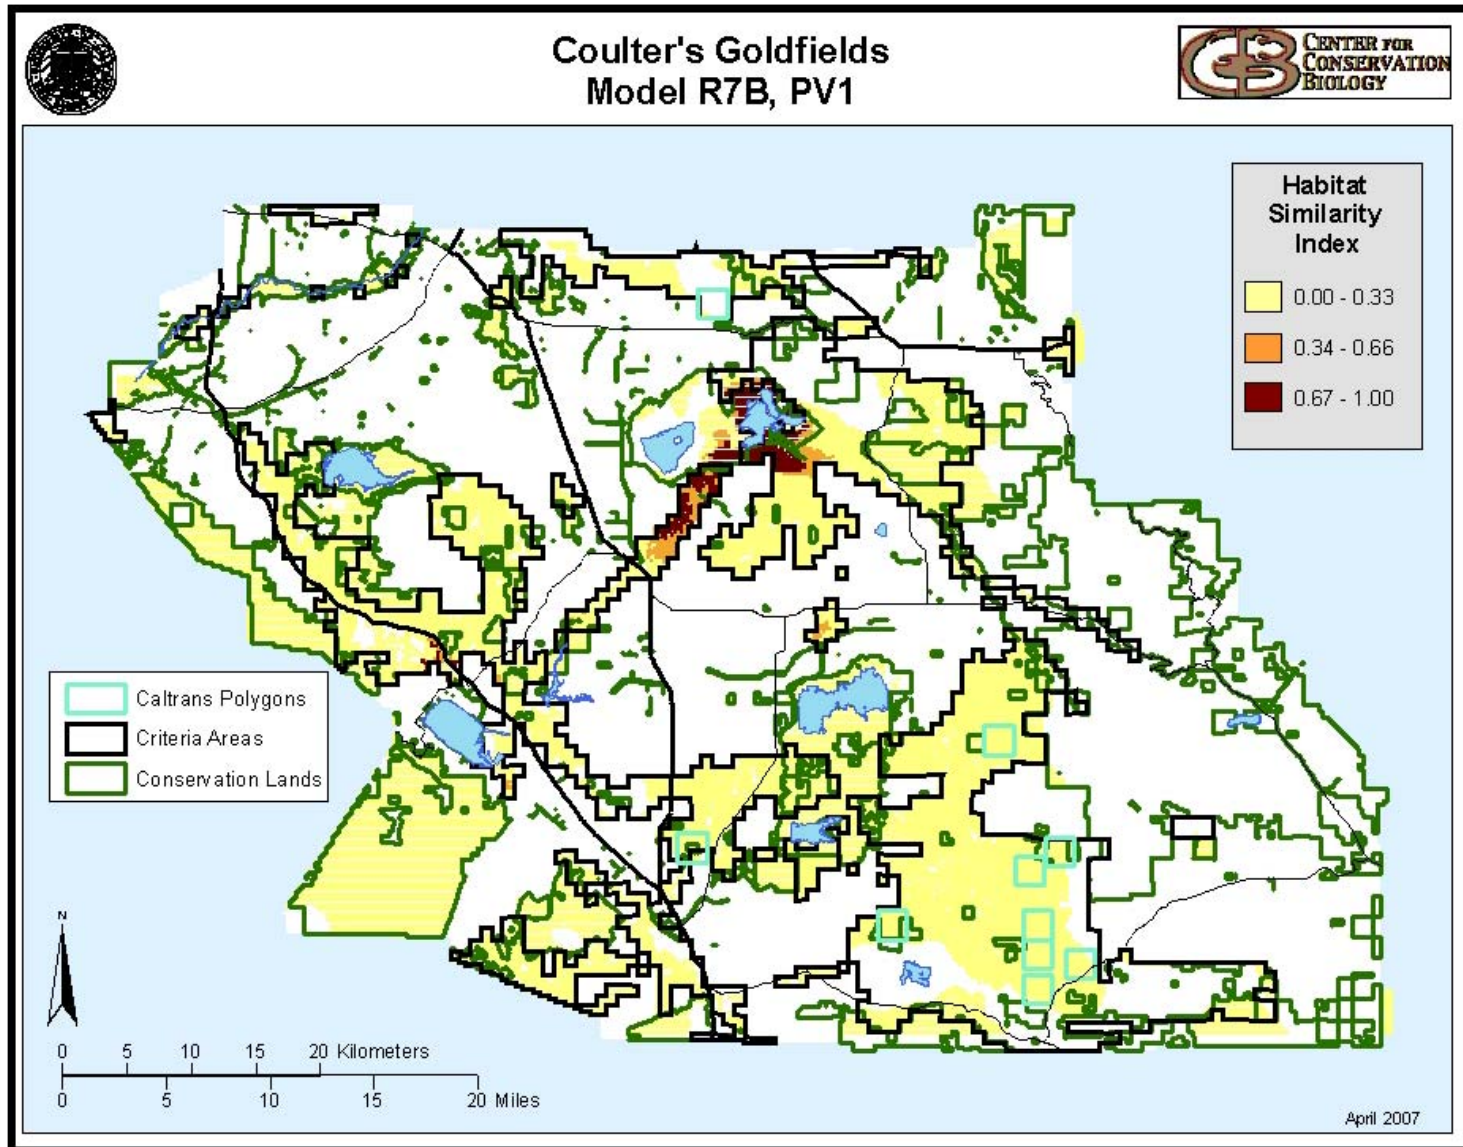 Coulter's Goldfields
Model R7B, PV1
CCB
CENTER FOR
CONSERVATION
BIOLOGY
Habitat
Similarity
Index
0.00 - 0.33
0.34 - 0.66
0.67 - 1.00
Caltrans Polygons
Criteria Areas
Conservation Lands
N
0 5 10 15 20 Kilometers
0 5 10 15 20 Miles
April 2007